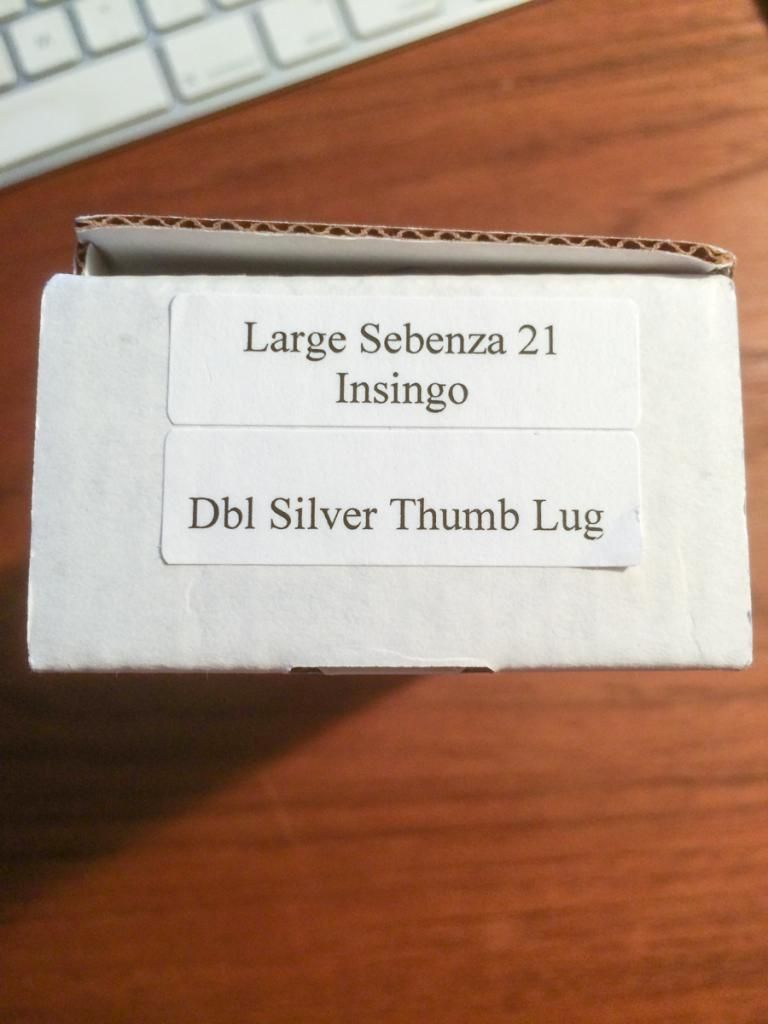 Large Sebenza 21
Insingo
Dbl Silver Thumb Lug